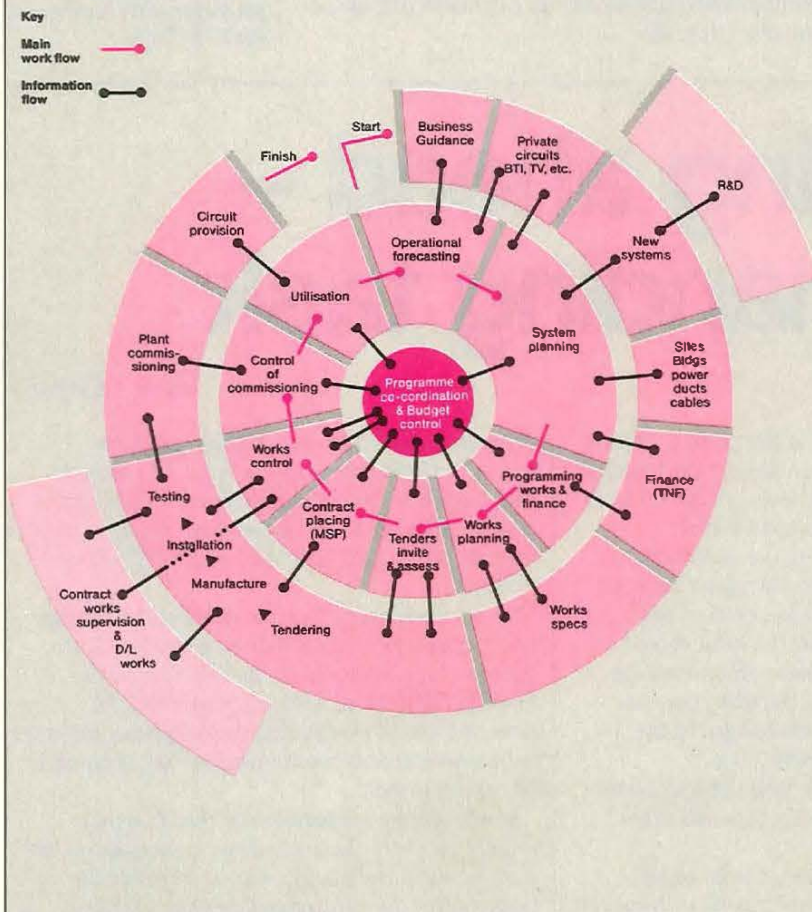 Key
Main
work flow
Information
flow
Start
Finish
Business
Guidance
Private
circuits
BTI, TV, etc.
R&D
New
systems
Circuit
provision
Operational
forecasting
Utilisation
System
planning
Plant
commis-
sioning
Control
of
commissioning
Sites
Bldgs
power
ducts
cables
Programme
co-cordination
& Budget
control
Works
control
Programming
works &
finance
Finance
(TNF)
Testing
Contract
placing
(MSP)
Tenders
invite
& assess
Works
planning
Installation
Manufacture
Tendering
Works
specs
Contract
works
supervision
&
D/L
works